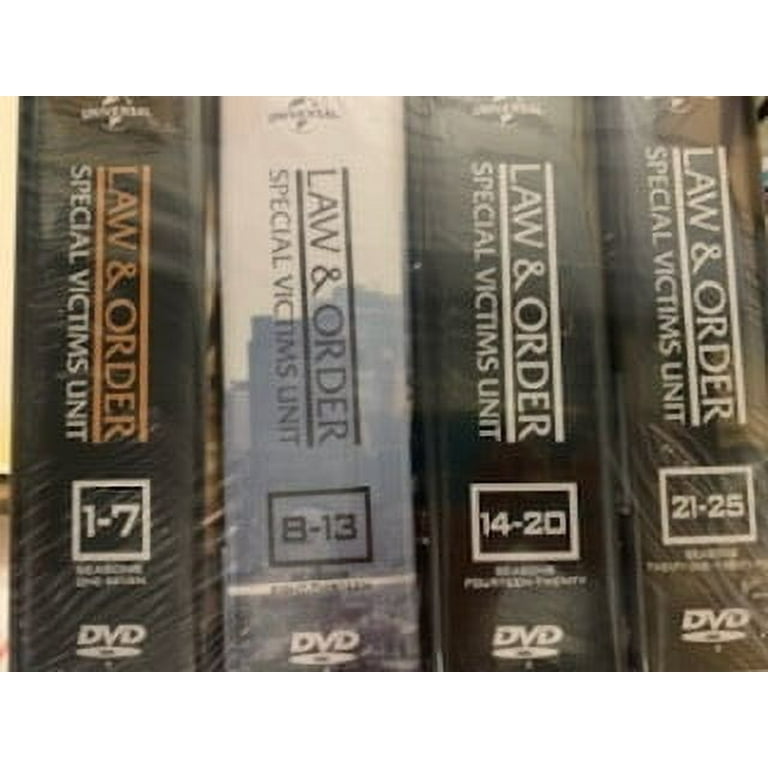 UNIVERSAL
LAW & ORDER
SPECIAL VICTIMS UNIT
1-7
SEASONS
ONE-SEVEN
DVD
UNIVERSAL
LAW & ORDER
SPECIAL VICTIMS UNIT
8-13
DVD
UNIVERSAL
LAW & ORDER
SPECIAL VICTIMS UNIT
14-20
SEASONS
FOURTEEN-TWENTY
DVD
LAW & ORDER
SPECIAL VICTIMS UNIT
21-25
SEASONS
DVD